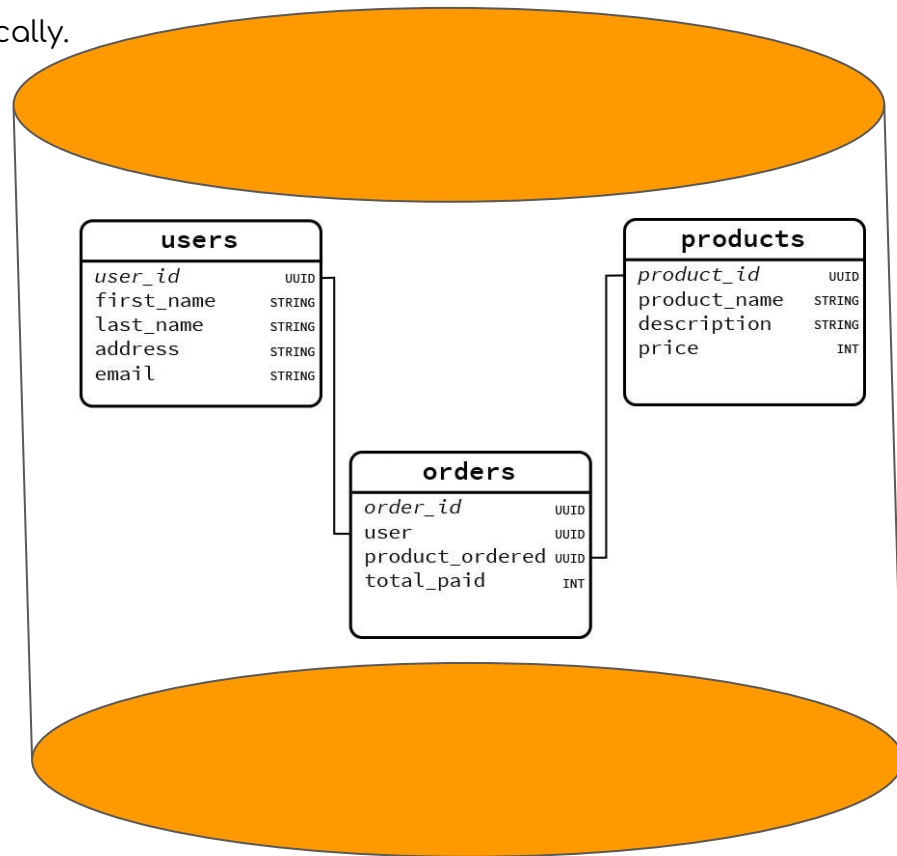 cally.
users
user_id UUID
first_name STRING
last_name STRING
address STRING
email STRING
products
product_id UUID
product_name STRING
description STRING
price INT
orders
order_id UUID
user UUID
product_ordered UUID
total_paid INT